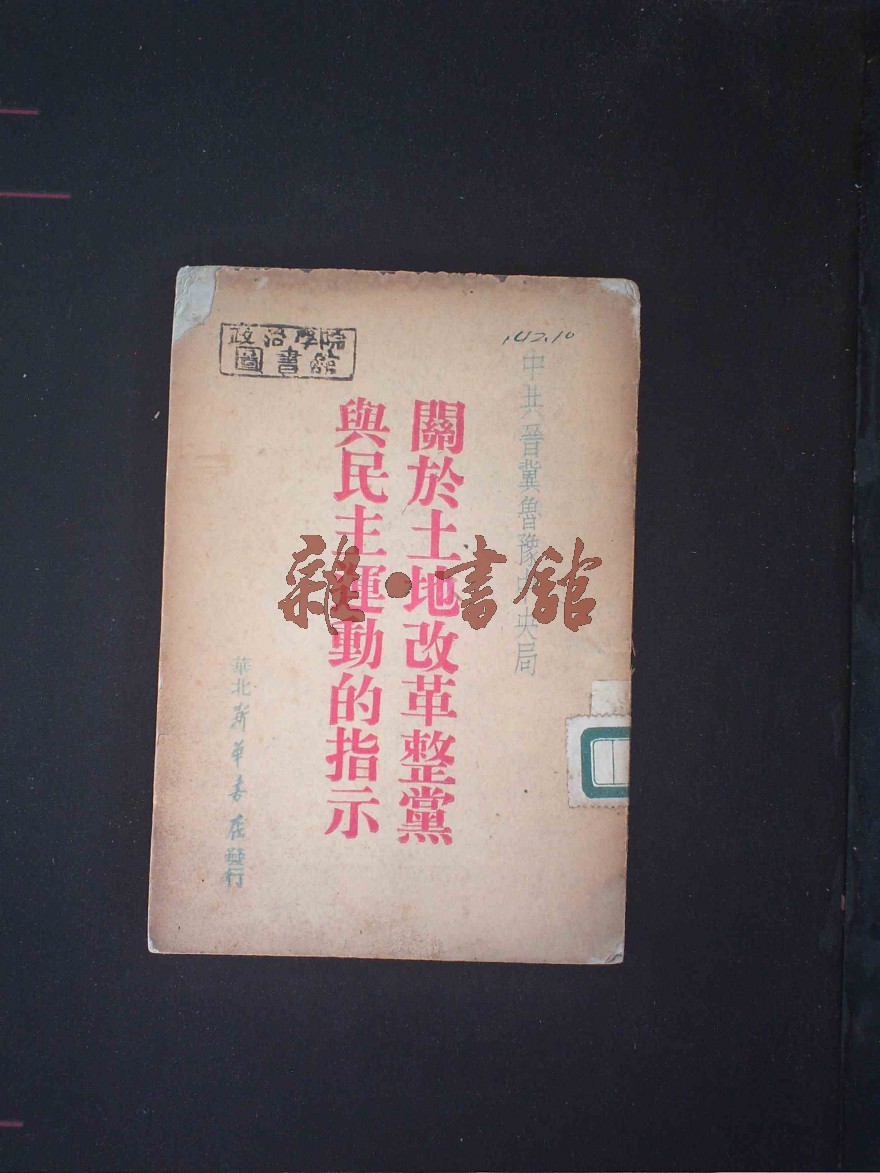 政治學院
圖書館
142.10
中共晋冀魯豫中央局
關於土地改革整黨
與民主運動的指示
華北新華書店發行
雜·書館